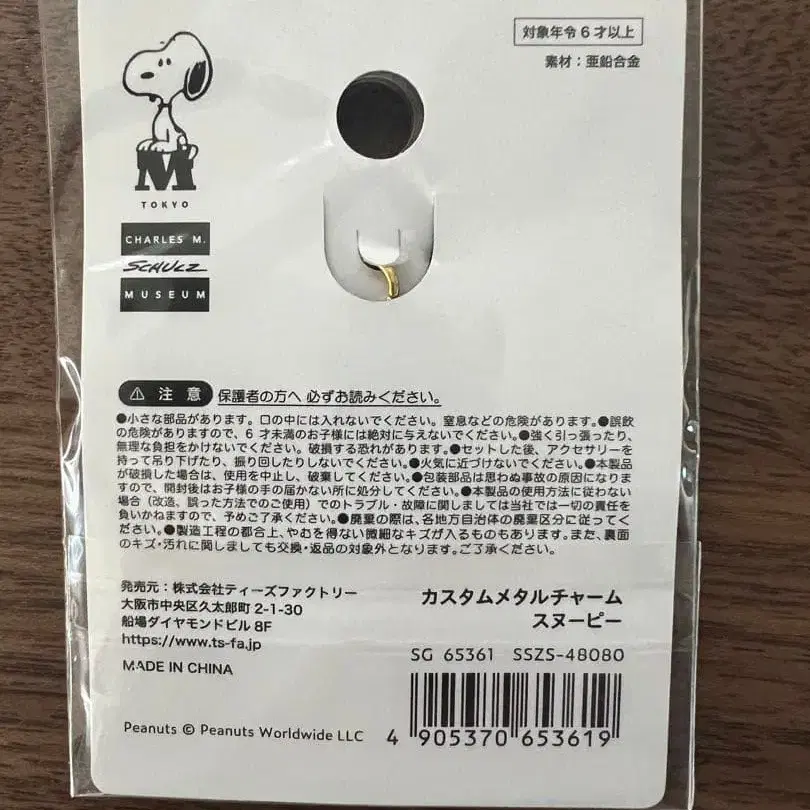 対象年令6才以上
素材：亜鉛合金
M
TOKYO
CHARLES M.
SCHULZ
MUSEUM
⚠ 注意 保護者の方へ 必ずお読みください。
●小さな部品があります。口の中には入れないでください。窒息などの危険があります。●誤飲
の危険がありますので、6才未満のお子様には絶対に与えないでください。●強く引っ張ったり、
無理な負担をかけないでください。破損する恐れがあります。●セットした後、アクセサリーを
持って吊り下げたり、振り回したりしないでください。●火気に近づけないでください。●本製品
が破損した場合は、使用を中止し、破棄してください。●包装部品は思わぬ事故の原因になりま
すので、開封後はお子様の手の届かない所に処分してください。●本製品の使用方法に従わない
場合（改造、誤った方法でのご使用）でのトラブル・故障に関しましては当社では一切の責任を
負いかねますので、予めご了承ください。●廃棄の際は、各地方自治体の廃棄区分に従ってく
ださい。●製造工程の都合上、やむを得ない微細なキズが入るものもあります。また、裏面
のキズ・汚れに関しましても交換・返品の対象外となります。ご了承ください。
発売元：株式会社ティーズファクトリー
大阪市中央区久太郎町2-1-30
船場ダイヤモンドビル8F
https://www.ts-fa.jp
MADE IN CHINA
カスタムメタルチャーム
スヌーピー
SG 65361 SSZS-48080
Peanuts © Peanuts Worldwide LLC
4 905370 653619